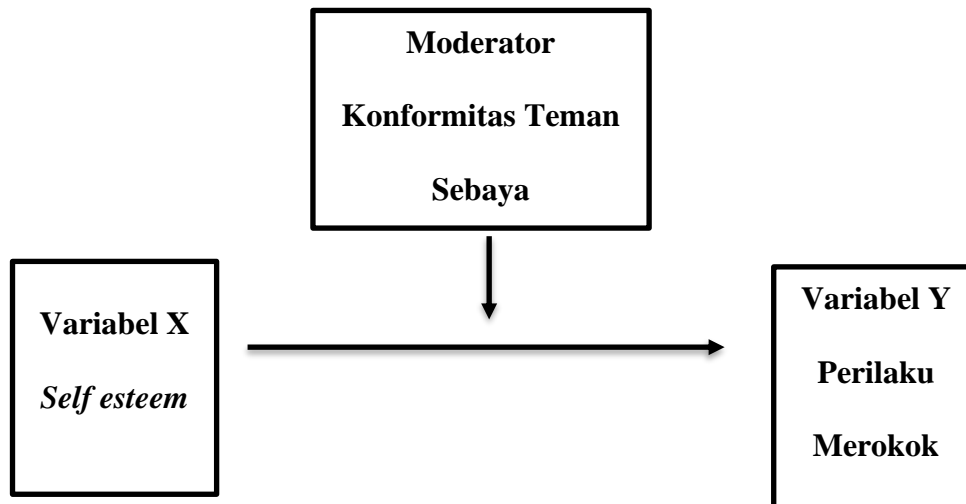 Moderator
Konformitas Teman
Sebaya
Variabel X
Self esteem
Variabel Y
Perilaku
Merokok